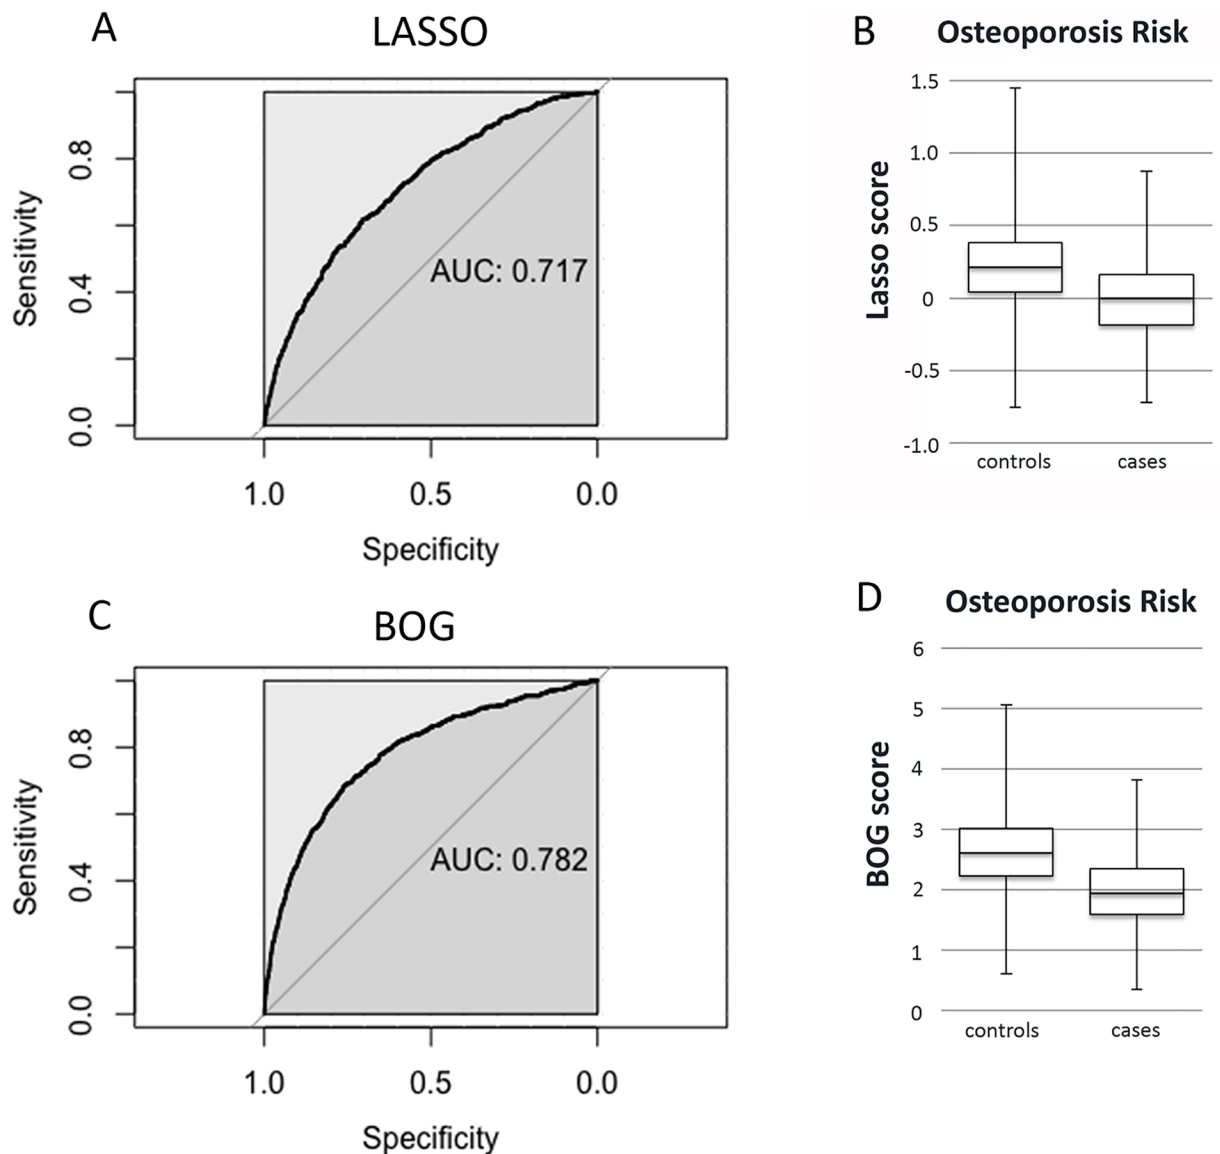 A
LASSO
Sensitivity
0.8
0.4
0.0
AUC: 0.717
1.0
0.5
0.0
Specificity
B
Osteoporosis Risk
Lasso score
1.5
1.0
0.5
0
-0.5
-1.0
controls
cases
C
BOG
Sensitivity
0.8
0.4
0.0
AUC: 0.782
1.0
0.5
0.0
Specificity
D
Osteoporosis Risk
BOG score
6
5
4
3
2
1
0
controls
cases